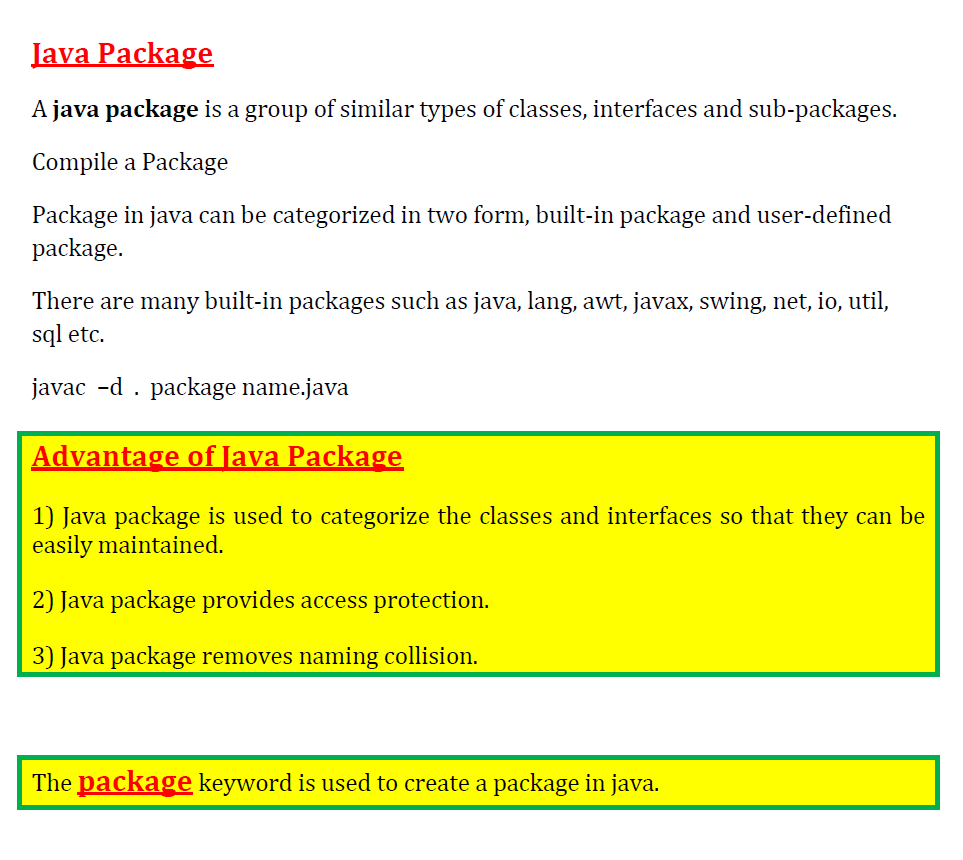 Java Package
A java package is a group of similar types of classes, interfaces and sub-packages.
Compile a Package
Package in java can be categorized in two form, built-in package and user-defined
package.
There are many built-in packages such as java, lang, awt, javax, swing, net, io, util,
sql etc.
javac –d . package name.java
Advantage of Java Package
1) Java package is used to categorize the classes and interfaces so that they can be
easily maintained.
2) Java package provides access protection.
3) Java package removes naming collision.
The package keyword is used to create a package in java.